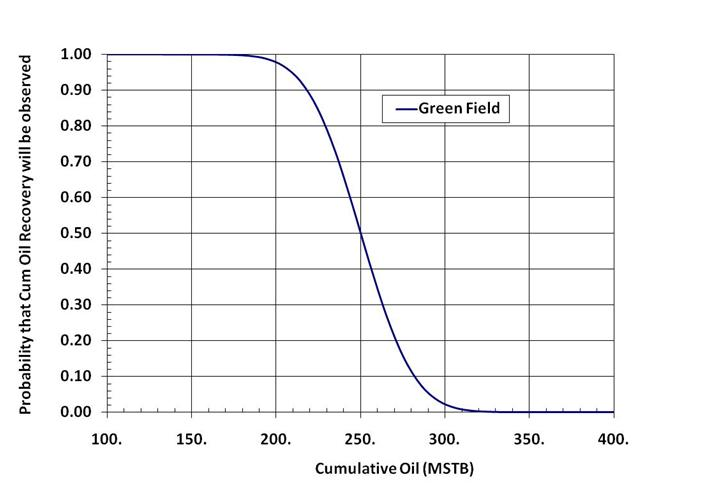 Probability that Cum Oil Recovery will be observed
1.00
0.90
0.80
0.70
0.60
0.50
0.40
0.30
0.20
0.10
0.00
Green Field
100. 150. 200. 250. 300. 350. 400.
Cumulative Oil (MSTB)